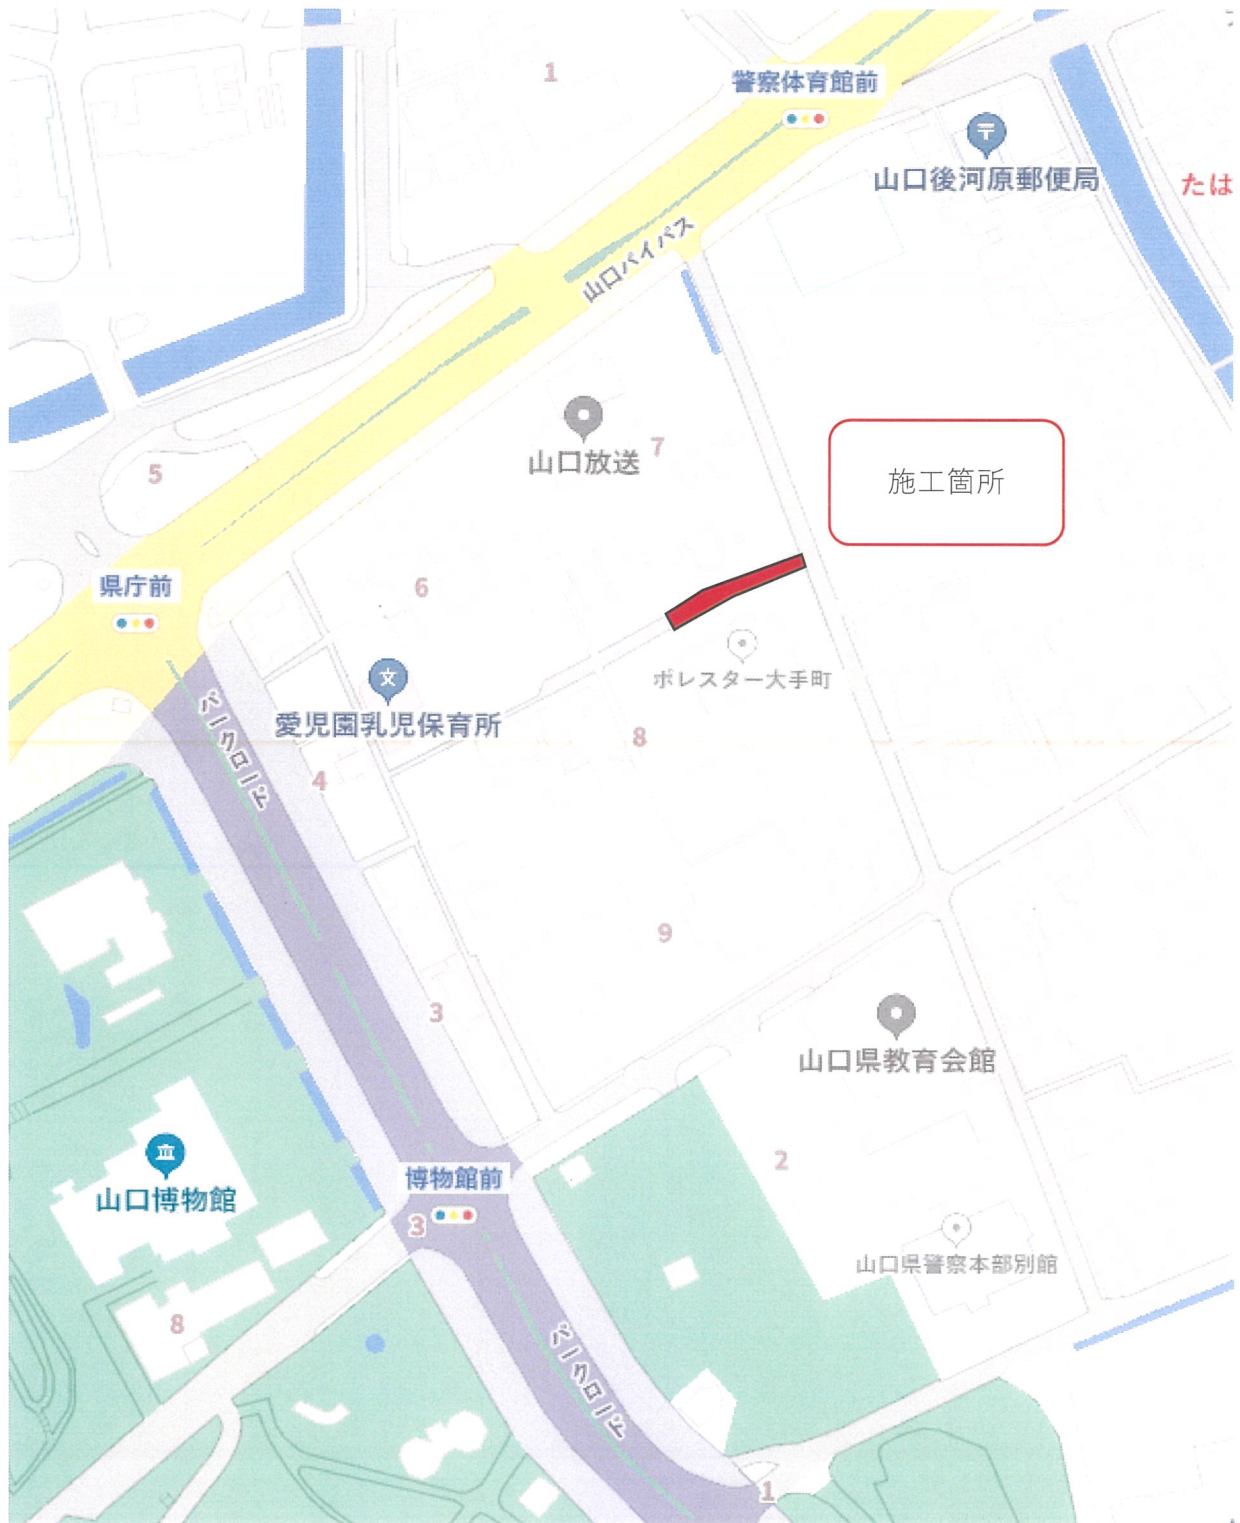 1
警察体育館前
山口後河原郵便局
たは
山口バイパス
山口放送
7
施工箇所
5
県庁前
6
ポレスター大手町
愛児園乳児保育所
パークロード
8
4
9
3
山口県教育会館
2
山口博物館
博物館前
3
山口県警察本部別館
8
パークロード
1